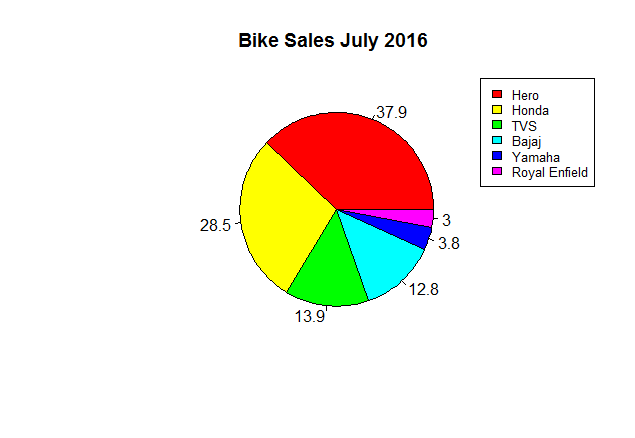 Bike Sales July 2016
Hero
Honda
TVS
Bajaj
Yamaha
Royal Enfield
37.9
28.5
13.9
12.8
3.8
3